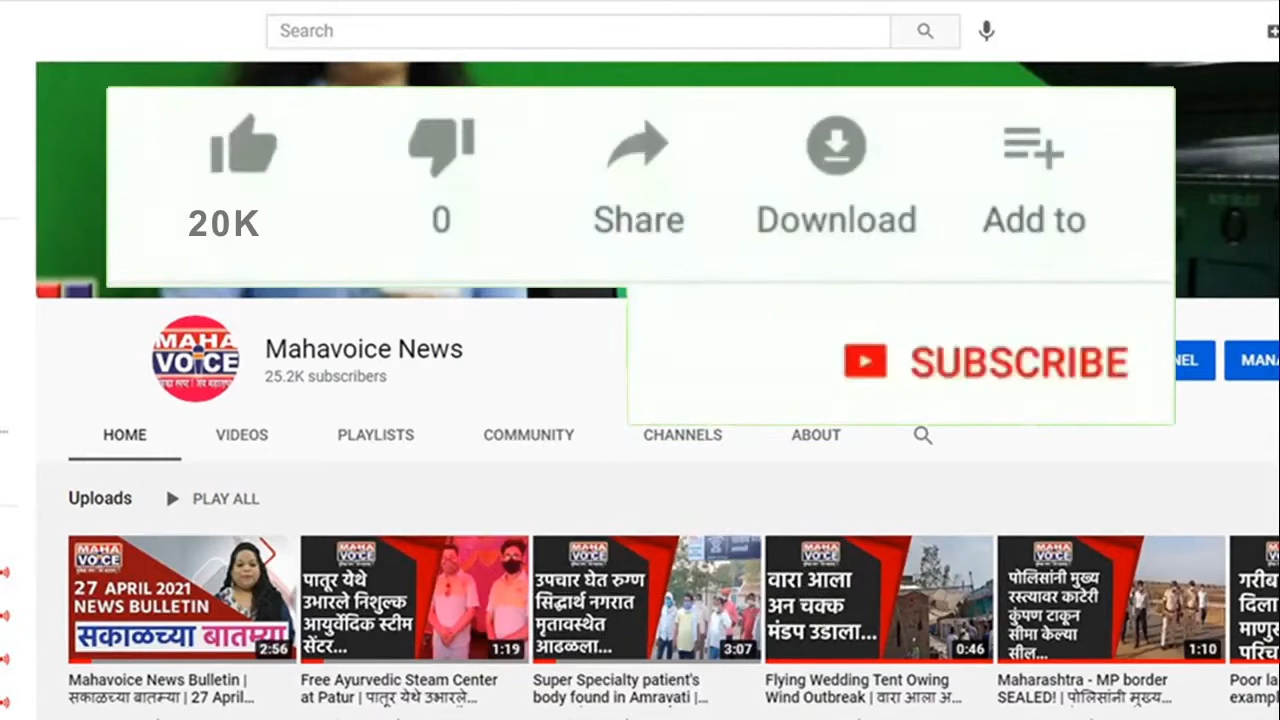 Search
20K
0
Share
Download
Add to
MAHA
VOICE
Mahavoice News
25.2K subscribers
SUBSCRIBE
NEL
MANA
HOME
VIDEOS
PLAYLISTS
COMMUNITY
CHANNELS
ABOUT
Uploads
PLAY ALL
MAHA
VOICE
27 APRIL 2021
NEWS BULLETIN
सकाळच्या बातम्या
2:56
MAHA
VOICE
पातूर येथे
उभारले निशुल्क
आयुर्वेदिक स्टीम
सेंटर...
1:19
MAHA
VOICE
उपचार घेत रुग्ण
सिद्धार्थ नगरात
मृतावस्थेत
आढळला...
3:07
MAHA
VOICE
वारा आला
अन चक्क
मंडप उडाला...
0:46
MAHA
VOICE
पोलिसांनी मुख्य
रस्त्यावर काटेरी
कुंपण टाकून
सीमा केल्या
सील...
1:10
MAH
गरीब
दिला
माणु
परिच
Mahavoice News Bulletin |
सकाळच्या बातम्या | 27 April...
Free Ayurvedic Steam Center
at Patur | पातूर येथे उभारले...
Super Specialty patient's
body found in Amravati |...
Flying Wedding Tent Owing
Wind Outbreak | वारा आला अ...
Maharashtra - MP border
SEALED! | पोलिसांनी मुख्य...
Poor la
exampl